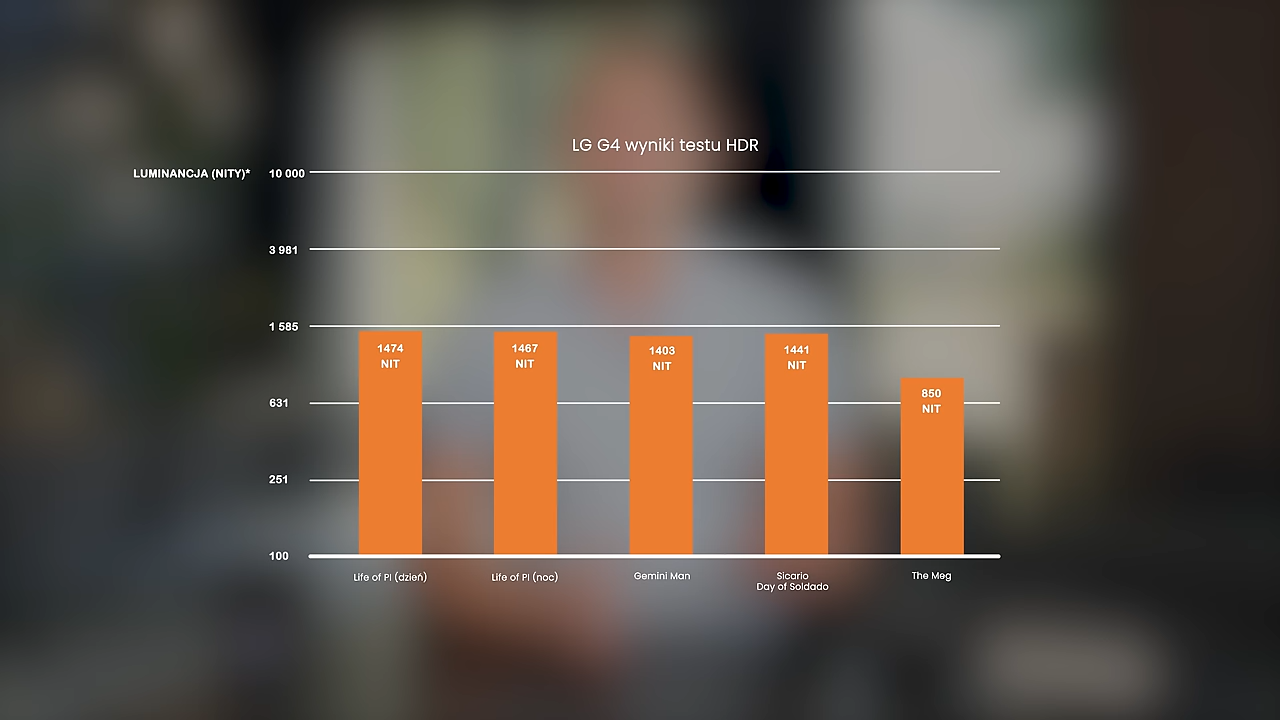 LG G4 wyniki testu HDR
LUMINANCJA (NITY)*
10 000
3 981
1 585
631
251
100
1474
NIT
1467
NIT
1403
NIT
1441
NIT
850
NIT
Life of PI (dzień)
Life of PI (noc)
Gemini Man
Sicario
Day of Soldado
The Meg